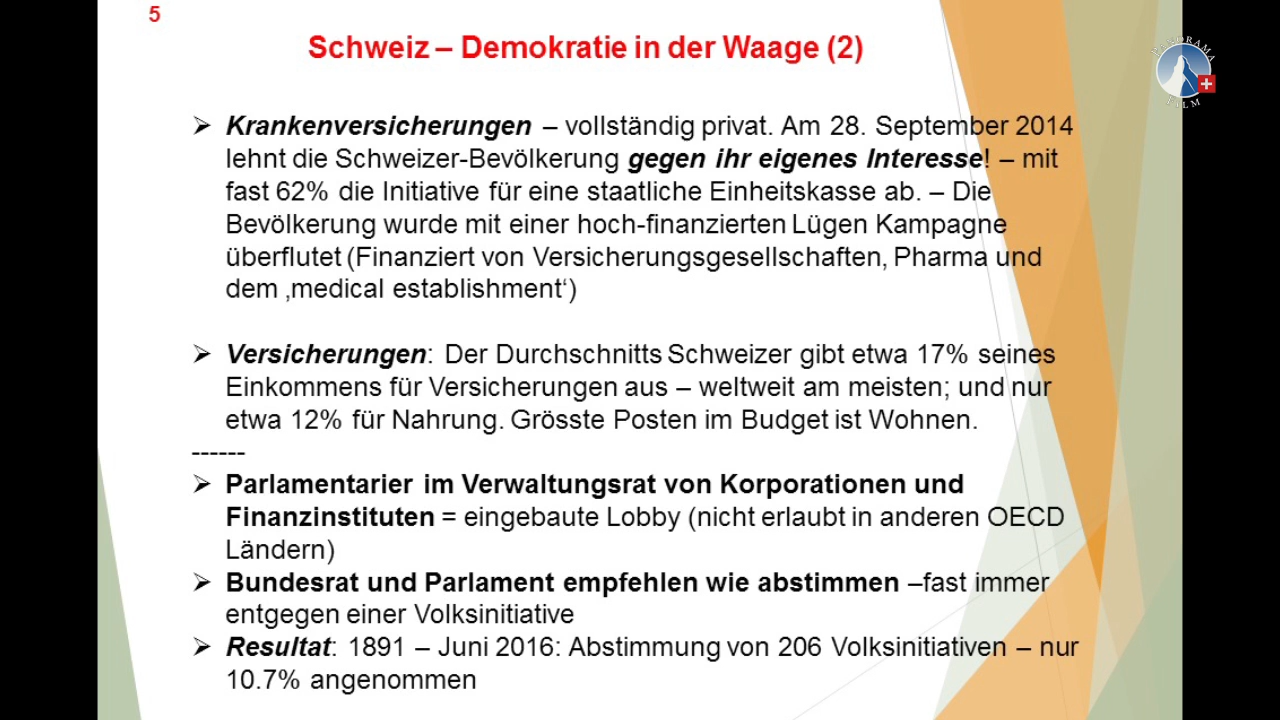 5
Schweiz – Demokratie in der Waage (2)
PANORAMA
FILM
➢ Krankenversicherungen – vollständig privat. Am 28. September 2014
lehnt die Schweizer-Bevölkerung gegen ihr eigenes Interesse! – mit
fast 62% die Initiative für eine staatliche Einheitskasse ab. – Die
Bevölkerung wurde mit einer hoch-finanzierten Lügen Kampagne
überflutet (Finanziert von Versicherungsgesellschaften, Pharma und
dem ‚medical establishment‘)
➢ Versicherungen: Der Durchschnitts Schweizer gibt etwa 17% seines
Einkommens für Versicherungen aus – weltweit am meisten; und nur
etwa 12% für Nahrung. Grösste Posten im Budget ist Wohnen.
------
➢ Parlamentarier im Verwaltungsrat von Korporationen und
Finanzinstituten = eingebaute Lobby (nicht erlaubt in anderen OECD
Ländern)
➢ Bundesrat und Parlament empfehlen wie abstimmen –fast immer
entgegen einer Volksinitiative
➢ Resultat: 1891 – Juni 2016: Abstimmung von 206 Volksinitiativen – nur
10.7% angenommen